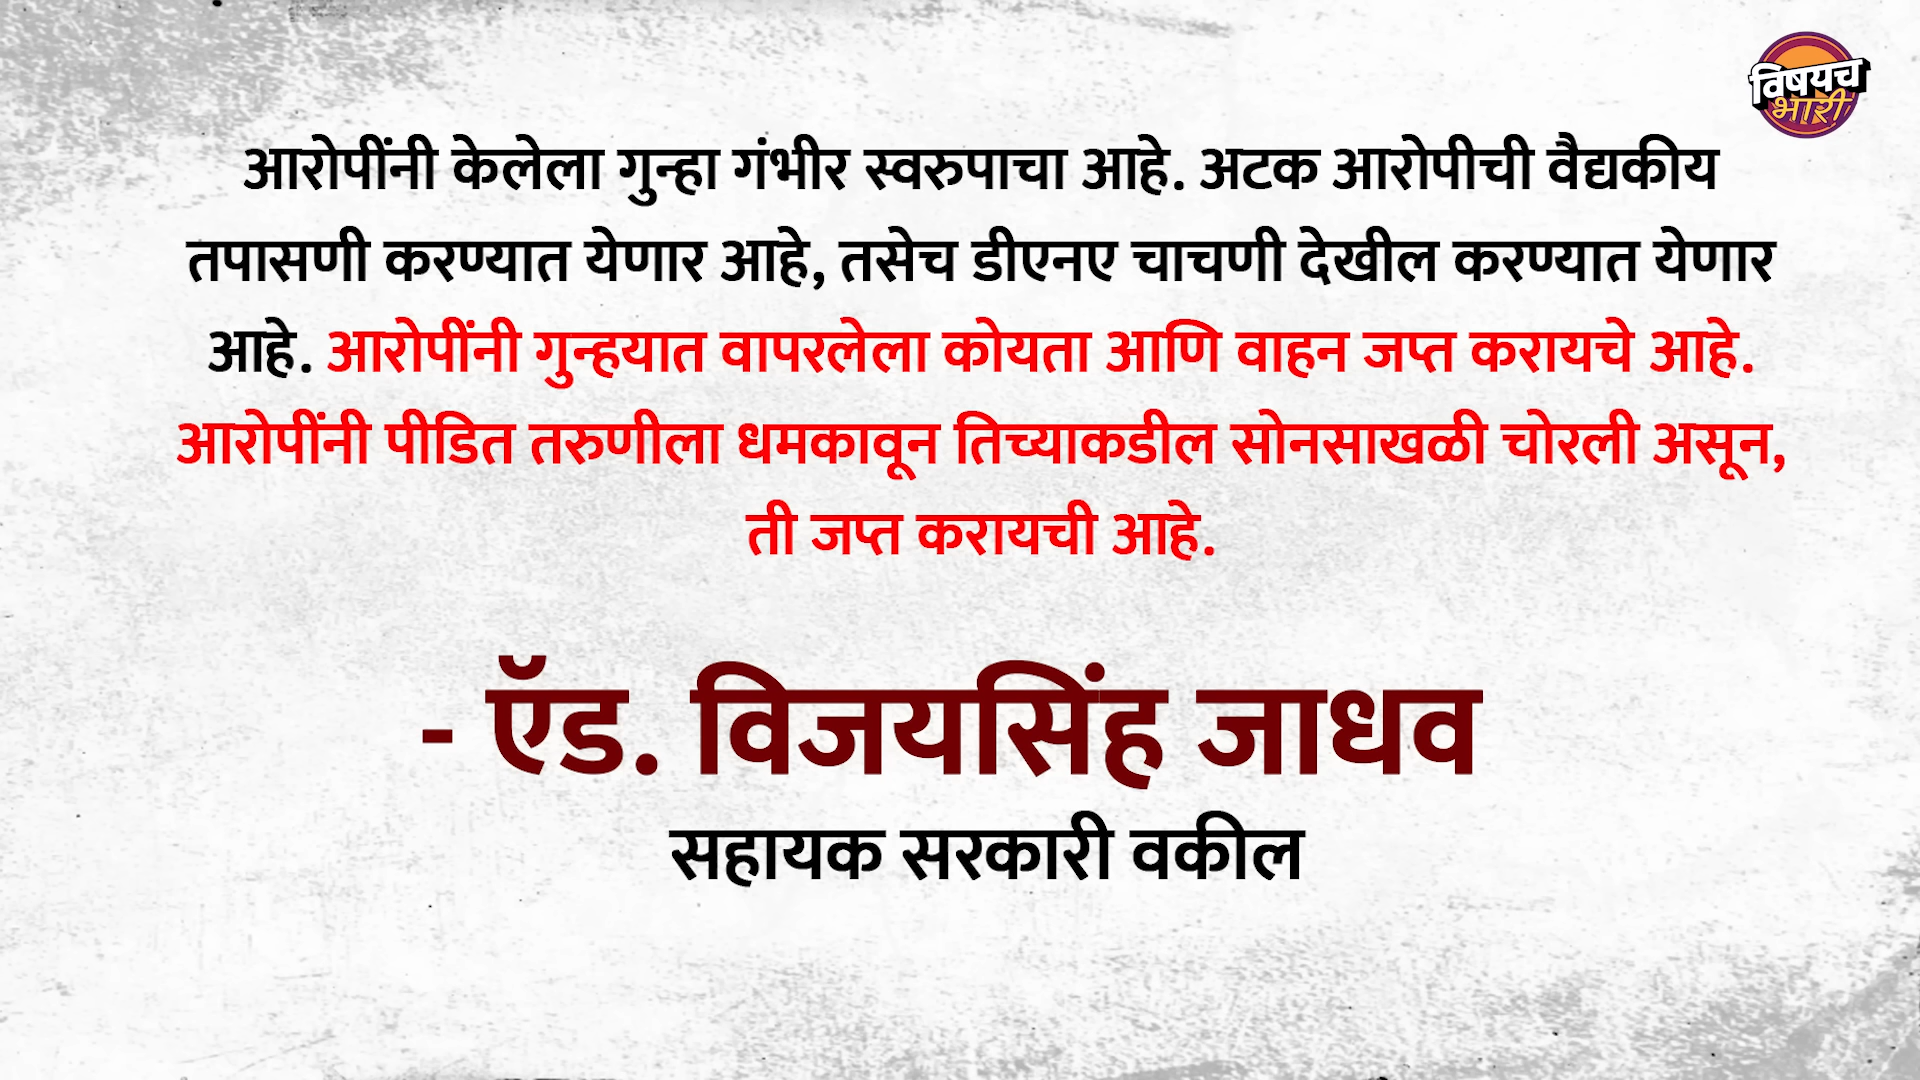 विषयच
भारी
आरोपींनी केलेला गुन्हा गंभीर स्वरुपाचा आहे. अटक आरोपीची वैद्यकीय
तपासणी करण्यात येणार आहे, तसेच डीएनए चाचणी देखील करण्यात येणार
आहे. आरोपींनी गुन्हयात वापरलेला कोयता आणि वाहन जप्त करायचे आहे.
आरोपींनी पीडित तरुणीला धमकावून तिच्याकडील सोनसाखळी चोरली असून,
ती जप्त करायची आहे.
- ऍड. विजयसिंह जाधव
सहायक सरकारी वकील